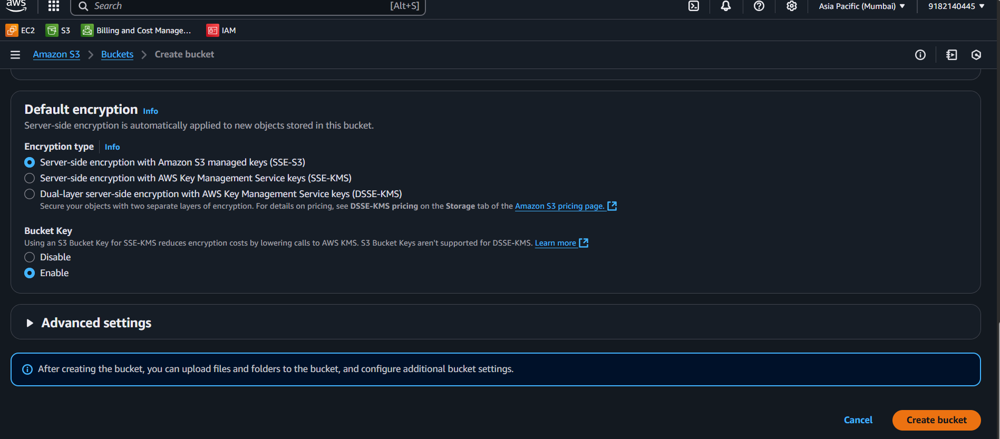 aws
Search [Alt+S] Asia Pacific (Mumbai) 9182140445
EC2 S3 Billing and Cost Manage... IAM
Amazon S3 Buckets Create bucket
Default encryption Info
Server-side encryption is automatically applied to new objects stored in this bucket.
Encryption type Info
Server-side encryption with Amazon S3 managed keys (SSE-S3)
Server-side encryption with AWS Key Management Service keys (SSE-KMS)
Dual-layer server-side encryption with AWS Key Management Service keys (DSSE-KMS)
Secure your objects with two separate layers of encryption. For details on pricing, see DSSE-KMS pricing on the Storage tab of the Amazon S3 pricing page.
Bucket Key
Using an S3 Bucket Key for SSE-KMS reduces encryption costs by lowering calls to AWS KMS. S3 Bucket Keys aren't supported for DSSE-KMS. Learn more
Disable
Enable
Advanced settings
After creating the bucket, you can upload files and folders to the bucket, and configure additional bucket settings.
Cancel Create bucket